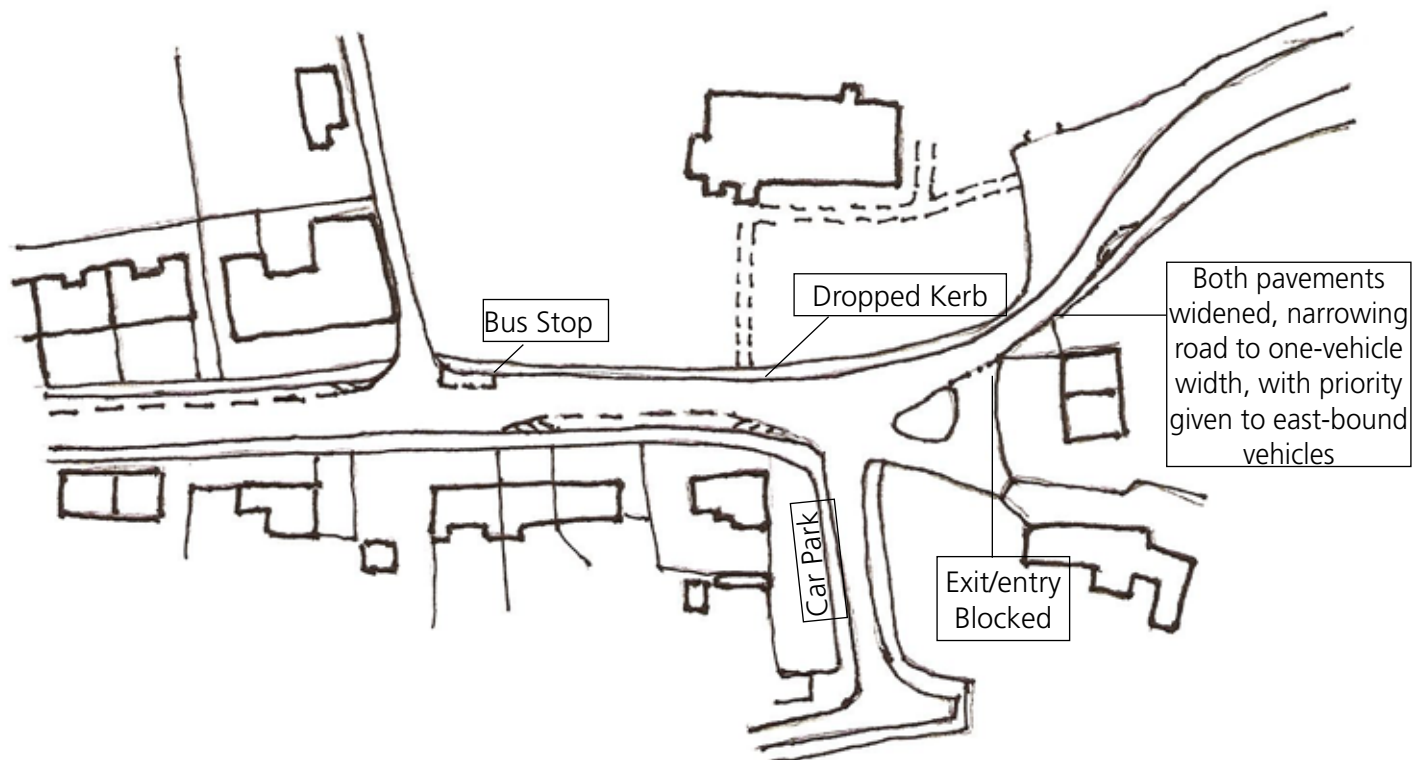 Bus Stop
Dropped Kerb
Both pavements
widened, narrowing
road to one-vehicle
width, with priority
given to east-bound
vehicles
Car Park
Exit/entry
Blocked